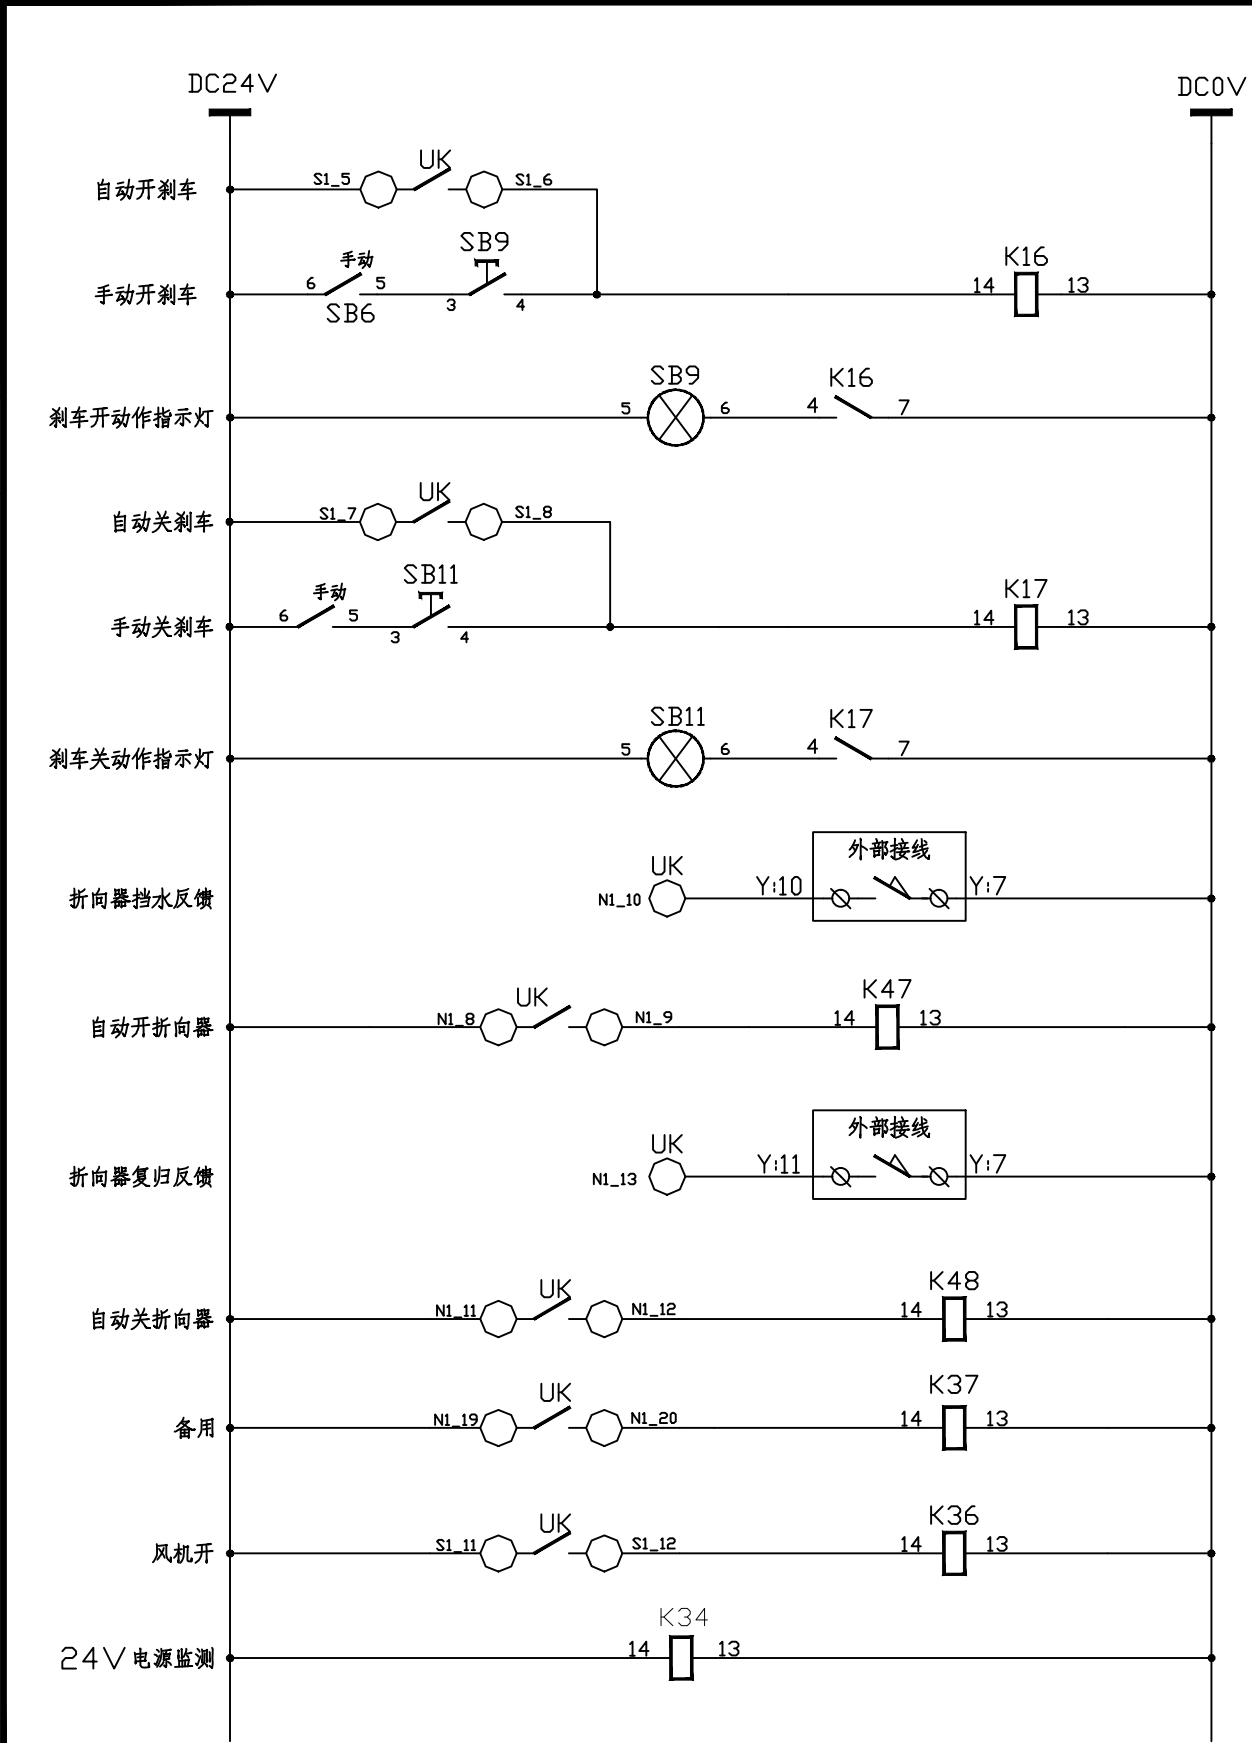 DC24V DC0V
自动开刹车 S1_5 UK S1_6
手动开刹车 6 手动 5 SB6 3 SB9 4 14 K16 13
刹车开动作指示灯 5 SB9 6 4 K16 7
自动关刹车 S1_7 UK S1_8
手动关刹车 6 手动 5 3 SB11 4 14 K17 13
刹车关动作指示灯 5 SB11 6 4 K17 7
折向器挡水反馈 N1_10 UK Y:10 外部接线 Y:7
自动开折向器 N1_8 UK N1_9 14 K47 13
折向器复归反馈 N1_13 UK Y:11 外部接线 Y:7
自动关折向器 N1_11 UK N1_12 14 K48 13
备用 N1_19 UK N1_20 14 K37 13
风机开 S1_11 UK S1_12 14 K36 13
24V电源监测 14 K34 13